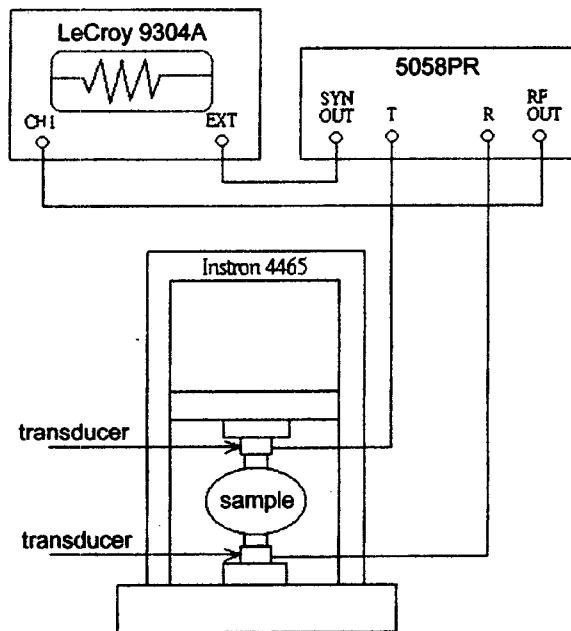 LeCroy 9304A
CH1
EXT
5058PR
SYN
OUT
T
R
RF
OUT
Instron 4465
transducer
sample
transducer